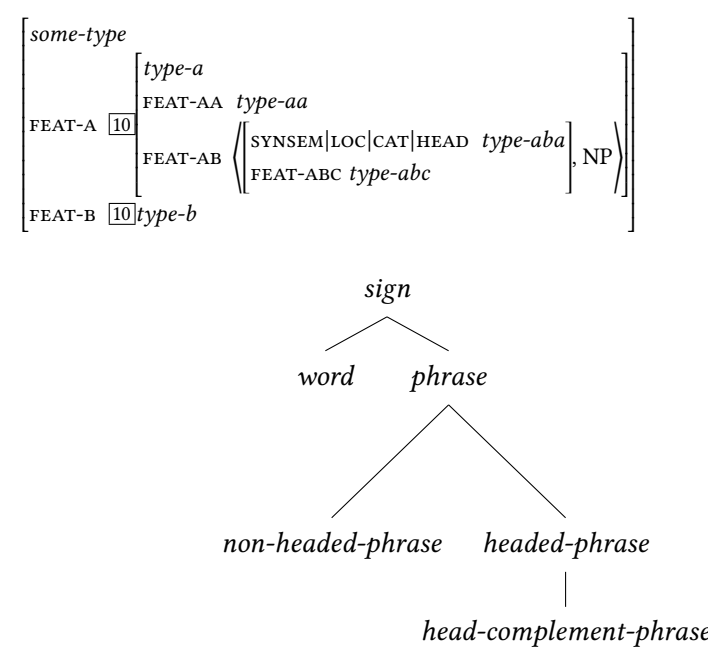 some-type
type-a
FEAT-AA type-aa
FEAT-A 10
SYNSEM|LOC|CAT|HEAD type-aba
FEAT-AB ⟨ , NP⟩
FEAT-ABC type-abc
FEAT-B 10 type-b
sign
word phrase
non-headed-phrase headed-phrase
head-complement-phrase